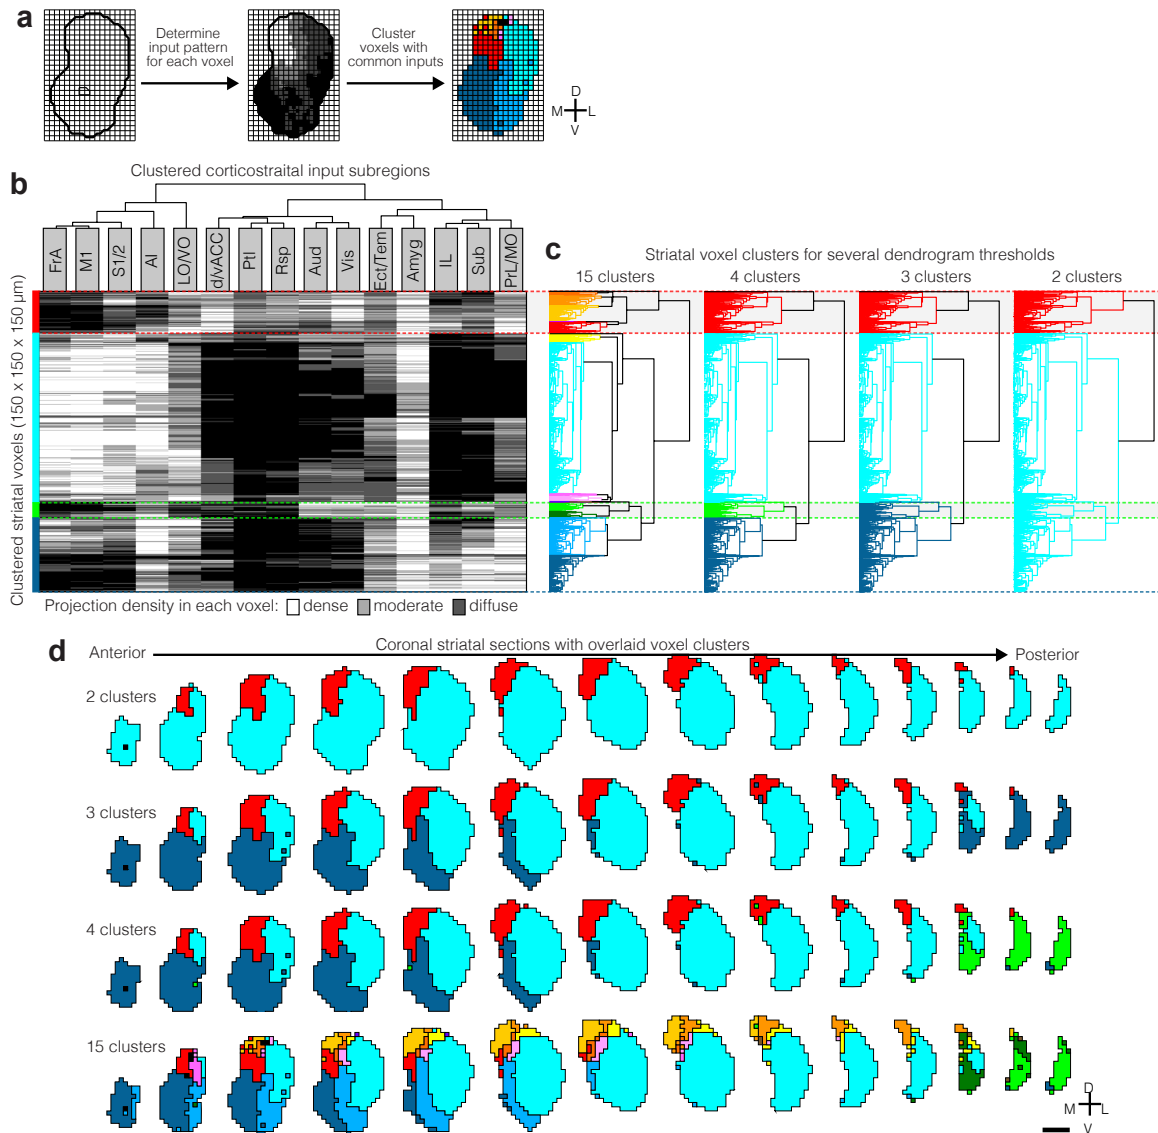 a
Determine
input pattern
for each voxel
Cluster
voxels with
common inputs
D
M L
V
b
Clustered corticostraital input subregions
FrA
M1
S1/2
AI
LO/VO
d/vACC
Ptl
Rsp
Aud
Vis
Ect/Tem
Amyg
IL
Sub
PrL/MO
Clustered striatal voxels (150 x 150 x 150 µm)
Projection density in each voxel: dense moderate diffuse
c
Striatal voxel clusters for several dendrogram thresholds
15 clusters 4 clusters 3 clusters 2 clusters
d
Coronal striatal sections with overlaid voxel clusters
Anterior Posterior
2 clusters
3 clusters
4 clusters
15 clusters
D
M L
V